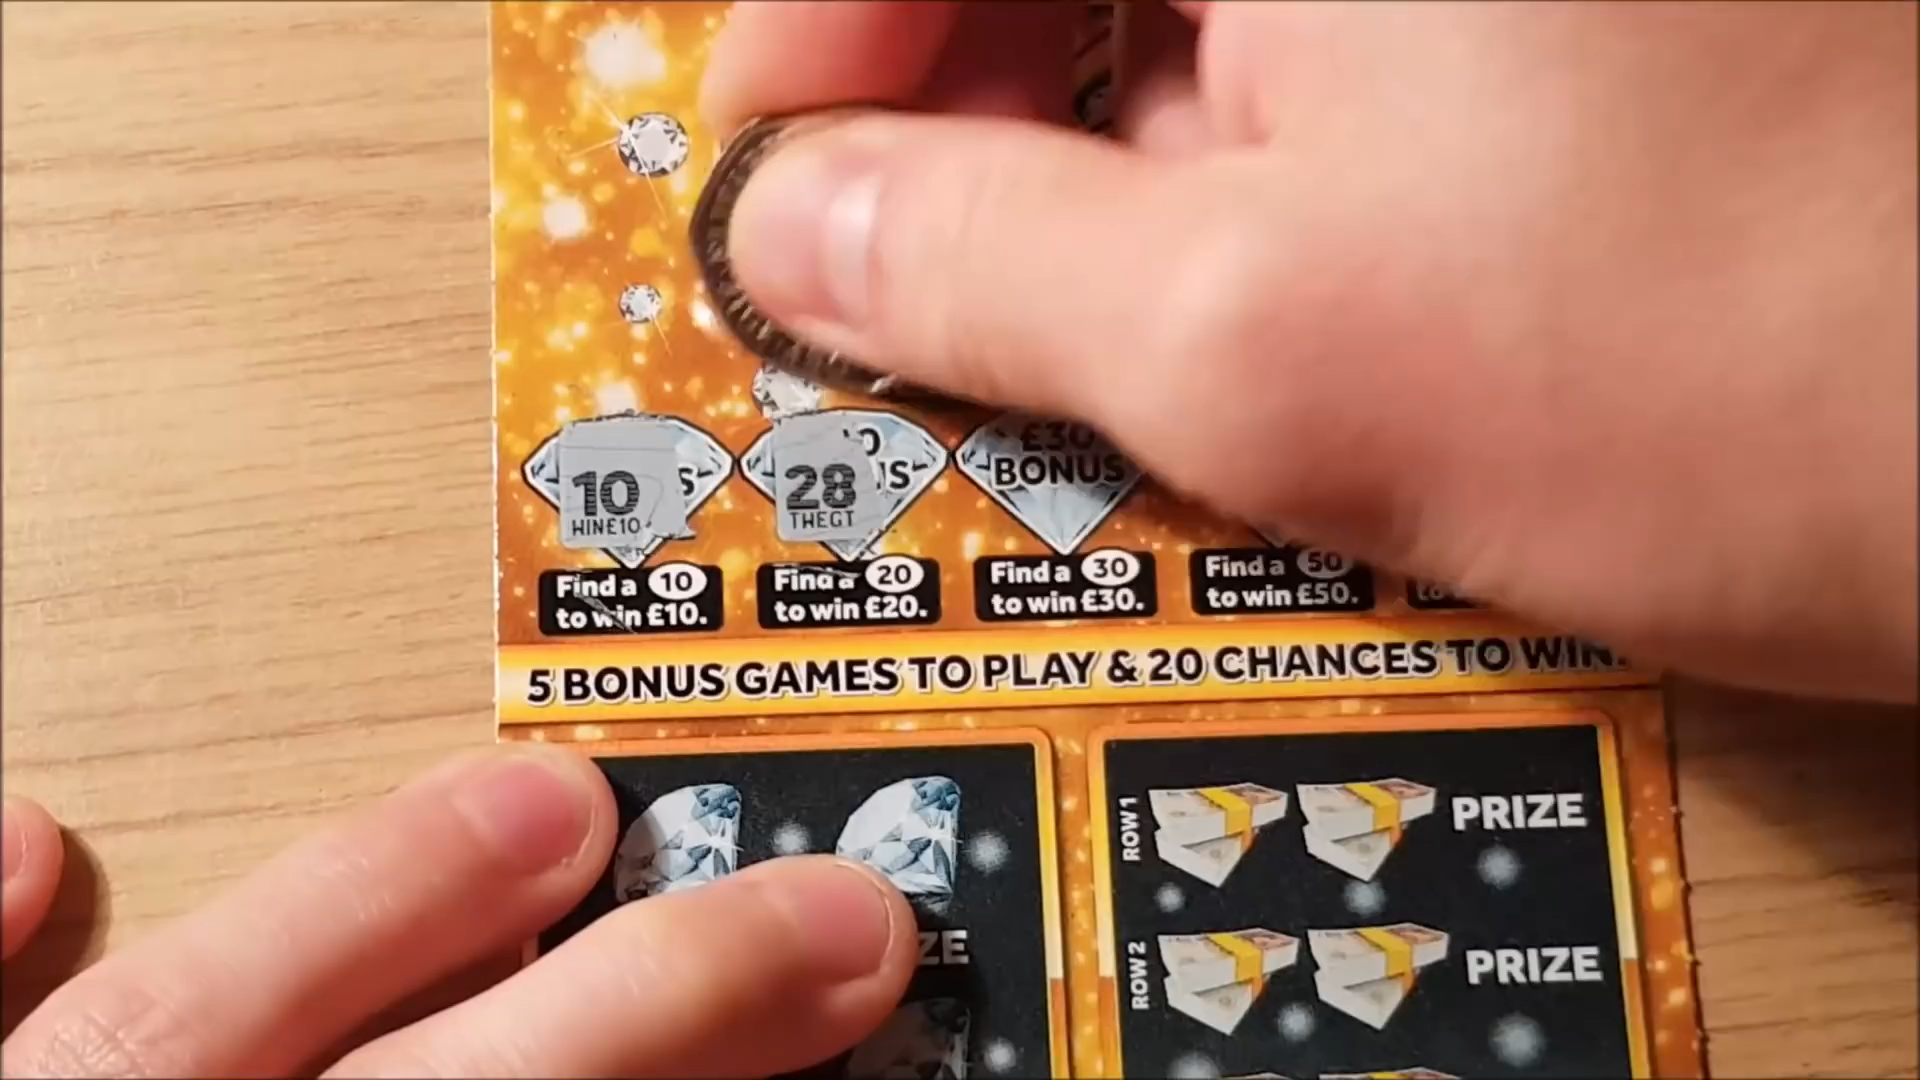 10
WIN£10
28
THEGT
£30
BONUS
Find a 10
to win £10.
Find a 20
to win £20.
Find a 30
to win £30.
Find a 50
to win £50.
5 BONUS GAMES TO PLAY & 20 CHANCES TO WIN.
ROW 1
PRIZE
ROW 2
PRIZE